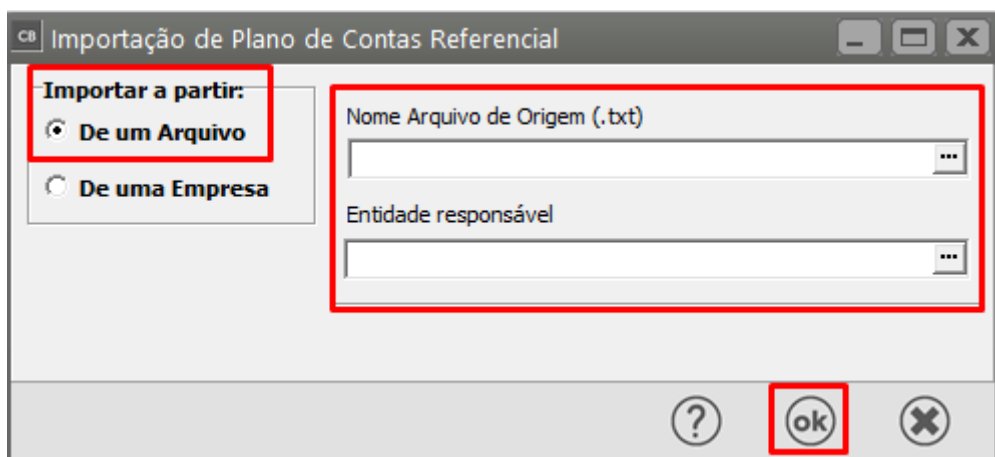 CB Importação de Plano de Contas Referencial
Importar a partir:
De um Arquivo
De uma Empresa
Nome Arquivo de Origem (.txt)
...
Entidade responsável
...
? ok